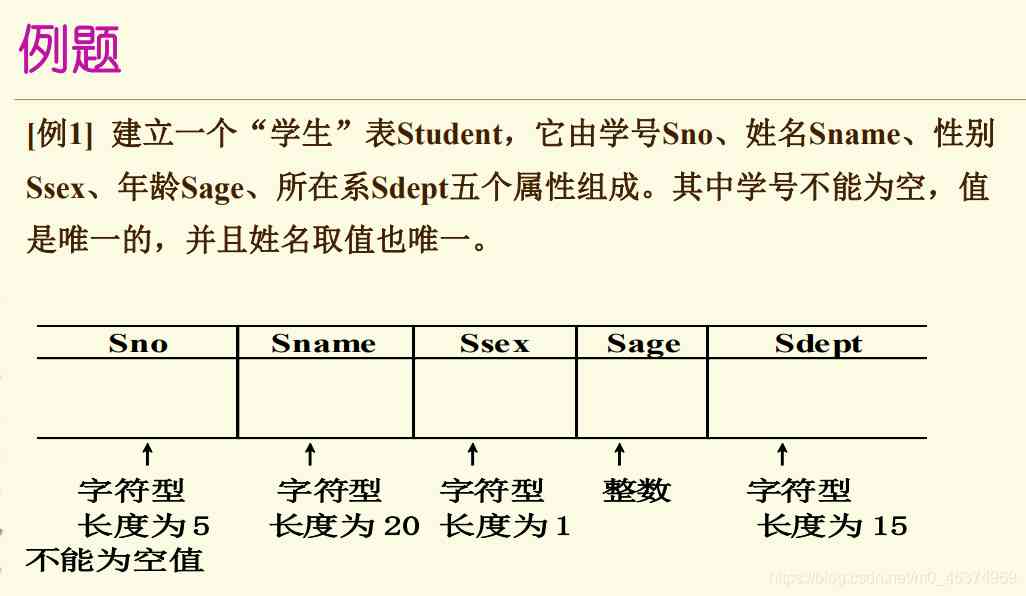 例题
[例1] 建立一个“学生”表Student，它由学号Sno、姓名Sname、性别
Ssex、年龄Sage、所在系Sdept五个属性组成。其中学号不能为空，值
是唯一的，并且姓名取值也唯一。
Sno Sname Ssex Sage Sdept
字符型 字符型 字符型 整数 字符型
长度为5 长度为20 长度为1 长度为15
不能为空值
https://blog.csdn.net/m0_46374969